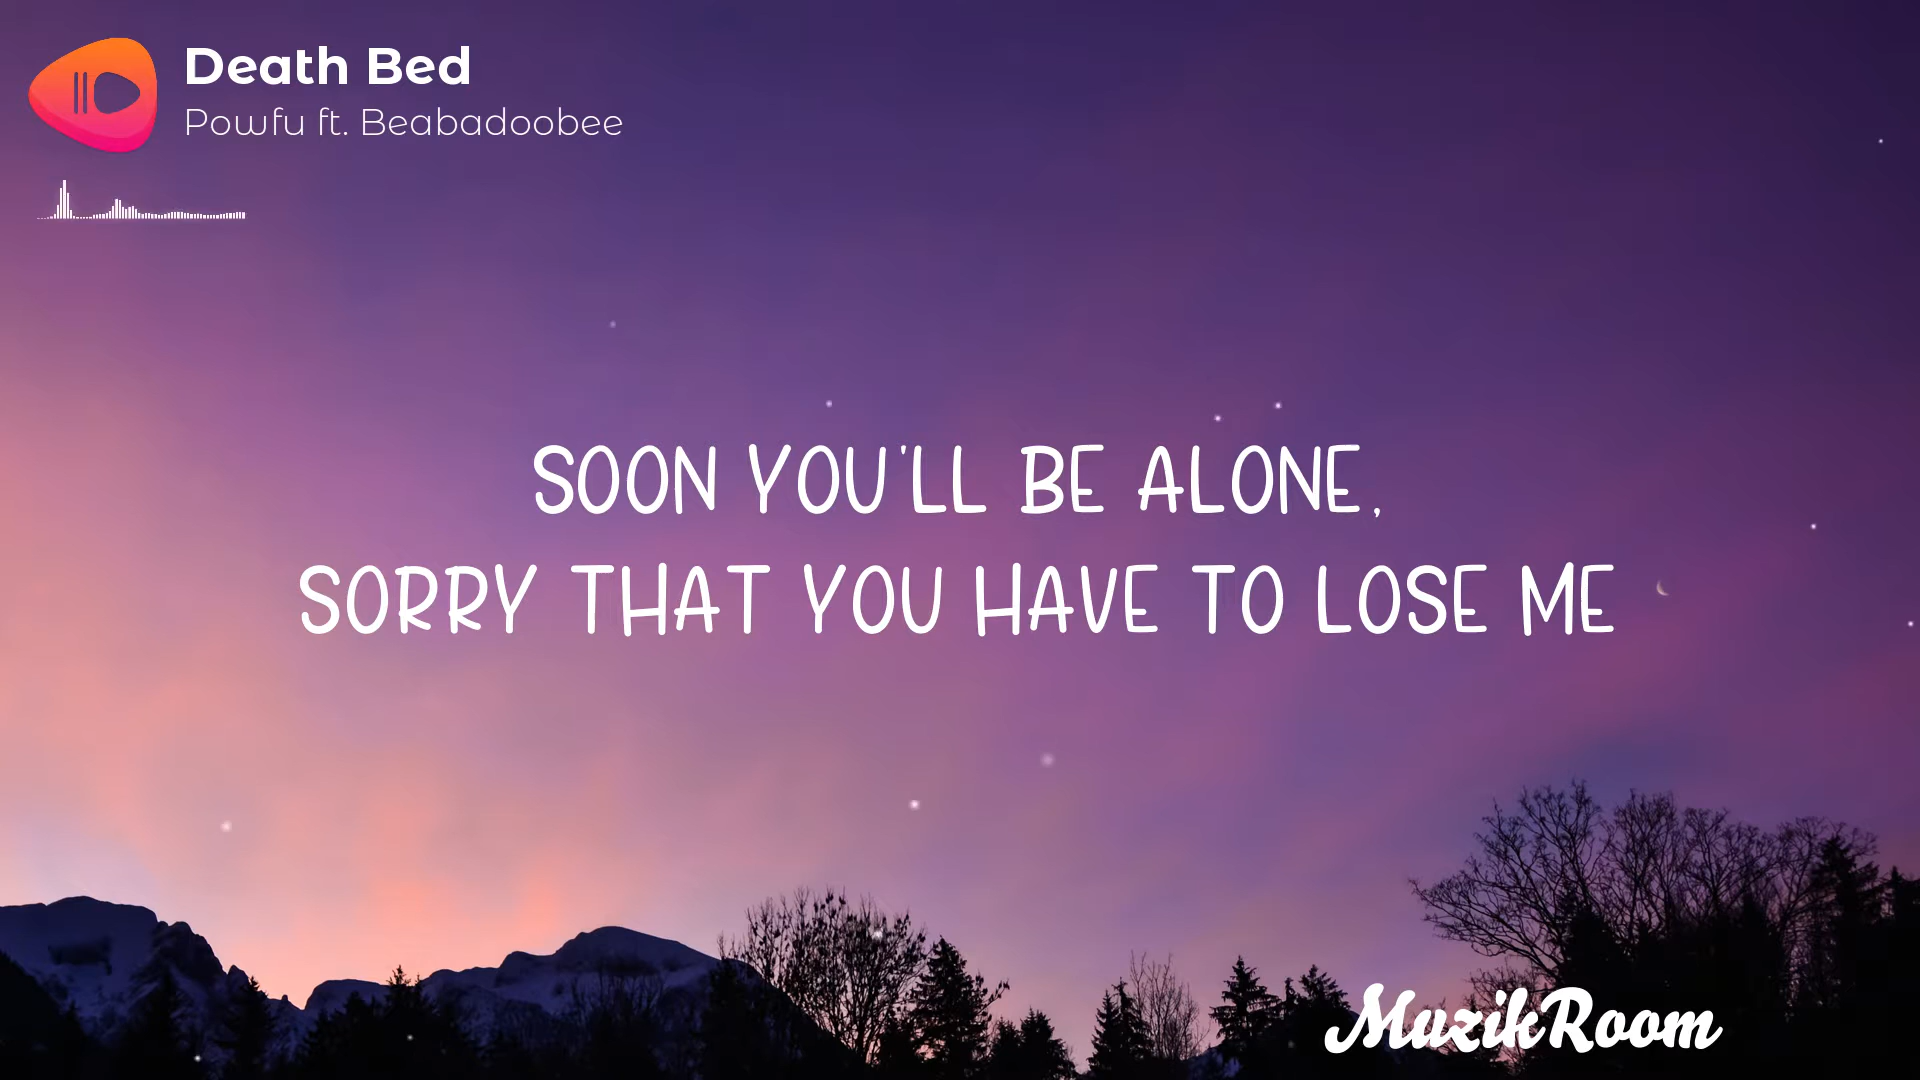 Death Bed
Powfu ft. Beabadoobee
SOON YOU'LL BE ALONE,
SORRY THAT YOU HAVE TO LOSE ME
MuzikRoom